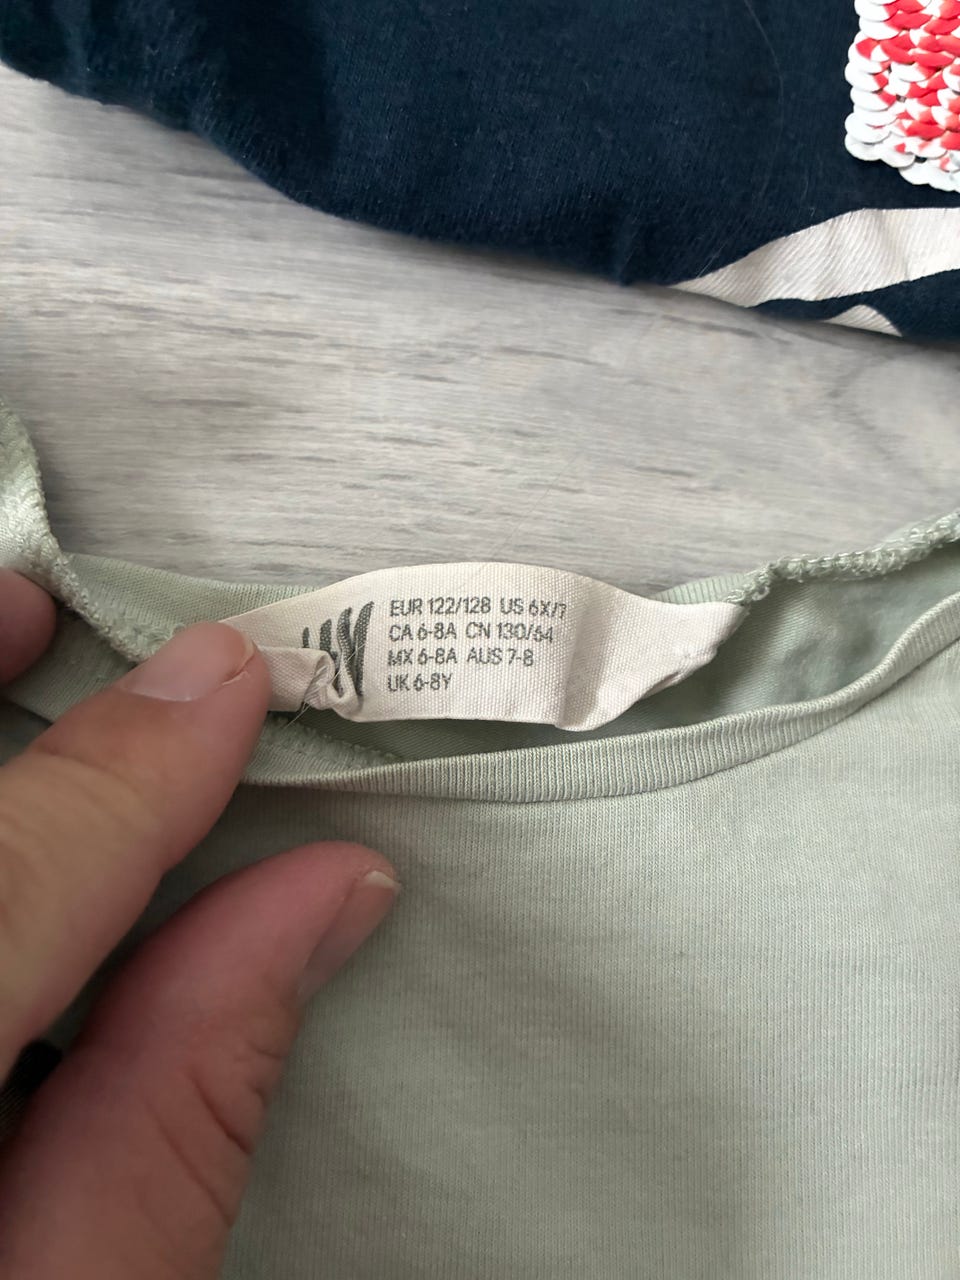 H&M
EUR 122/128 US 6X/7
CA 6-8A CN 130/64
MX 6-8A AUS 7-8
UK 6-8Y